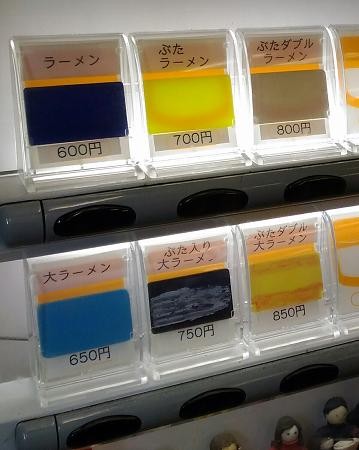 ラーメン
600円
ぶた
ラーメン
700円
ぶたダブル
ラーメン
800円
大ラーメン
650円
ぶた入り
大ラーメン
750円
ぶたダブル
大ラーメン
850円